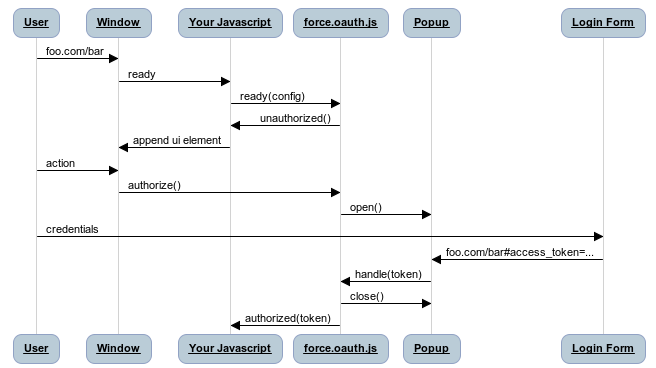 User Window Your Javascript force.oauth.js Popup Login Form
foo.com/bar
ready
ready(config)
unauthorized()
append ui element
action
authorize()
open()
credentials
foo.com/bar#access_token=...
handle(token)
close()
authorized(token)
User Window Your Javascript force.oauth.js Popup Login Form